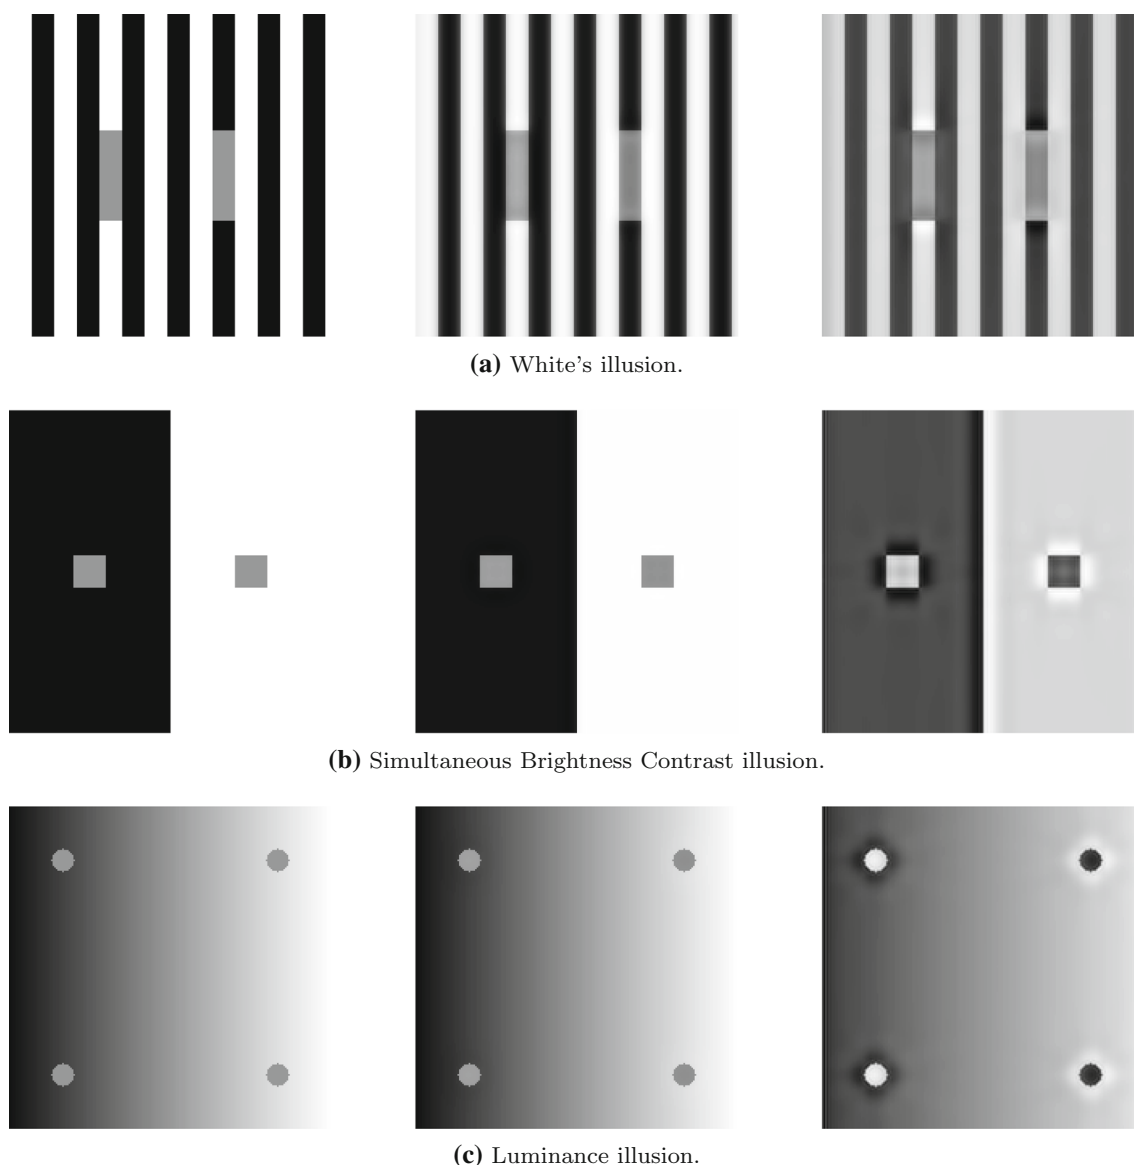 (a) White's illusion.
(b) Simultaneous Brightness Contrast illusion.
(c) Luminance illusion.